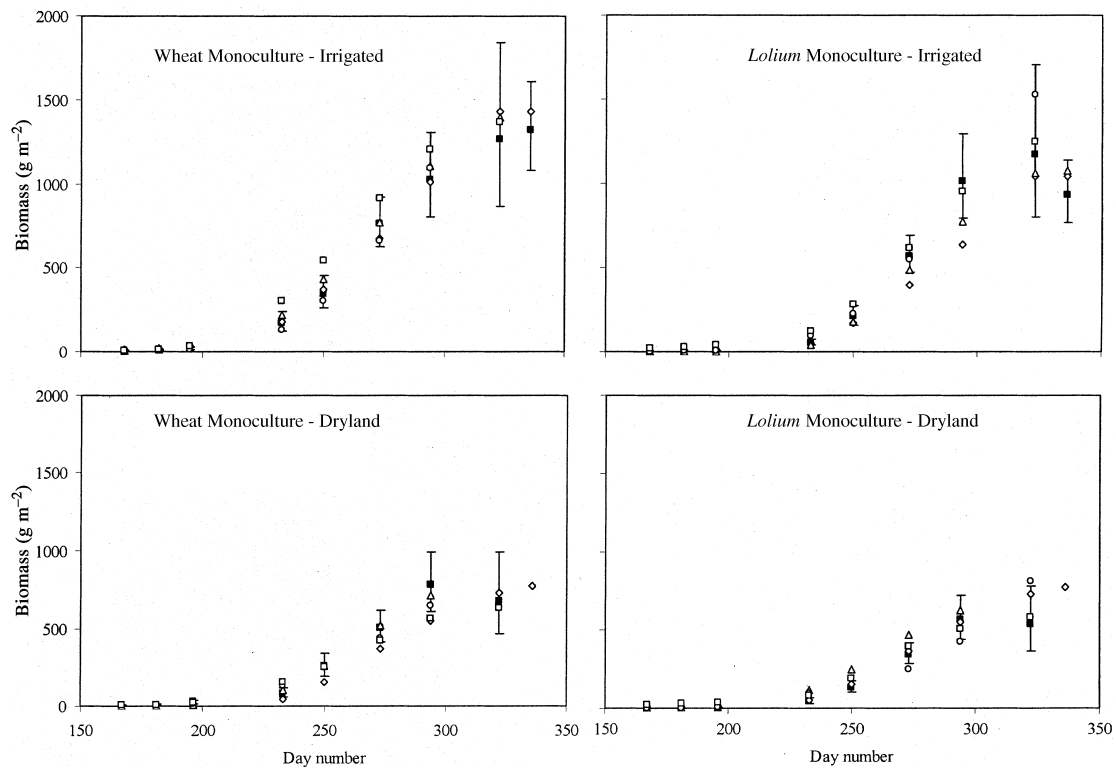 2000
1500
1000
500
0
Biomass (g m⁻²)
Wheat Monoculture - Irrigated
Lolium Monoculture - Irrigated
2000
1500
1000
500
0
Biomass (g m⁻²)
Wheat Monoculture - Dryland
150
200
250
300
350
Day number
Lolium Monoculture - Dryland
150
200
250
300
350
Day number